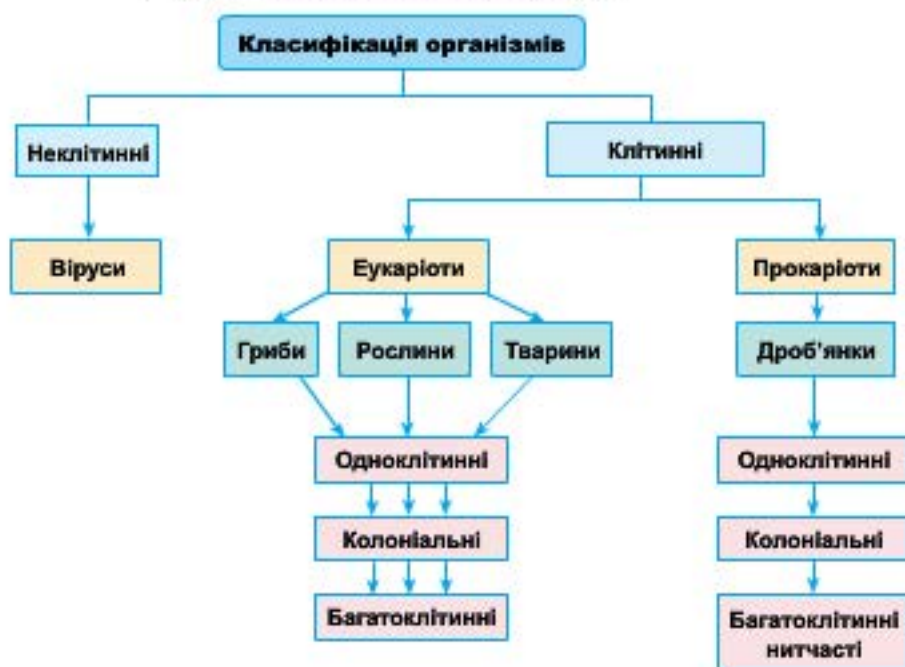 Класифікація організмів
Неклітинні
Клітинні
Віруси
Еукаріоти
Прокаріоти
Гриби
Рослини
Тварини
Дроб'янки
Одноклітинні
Одноклітинні
Колоніальні
Колоніальні
Багатоклітинні
Багатоклітинні
нитчасті